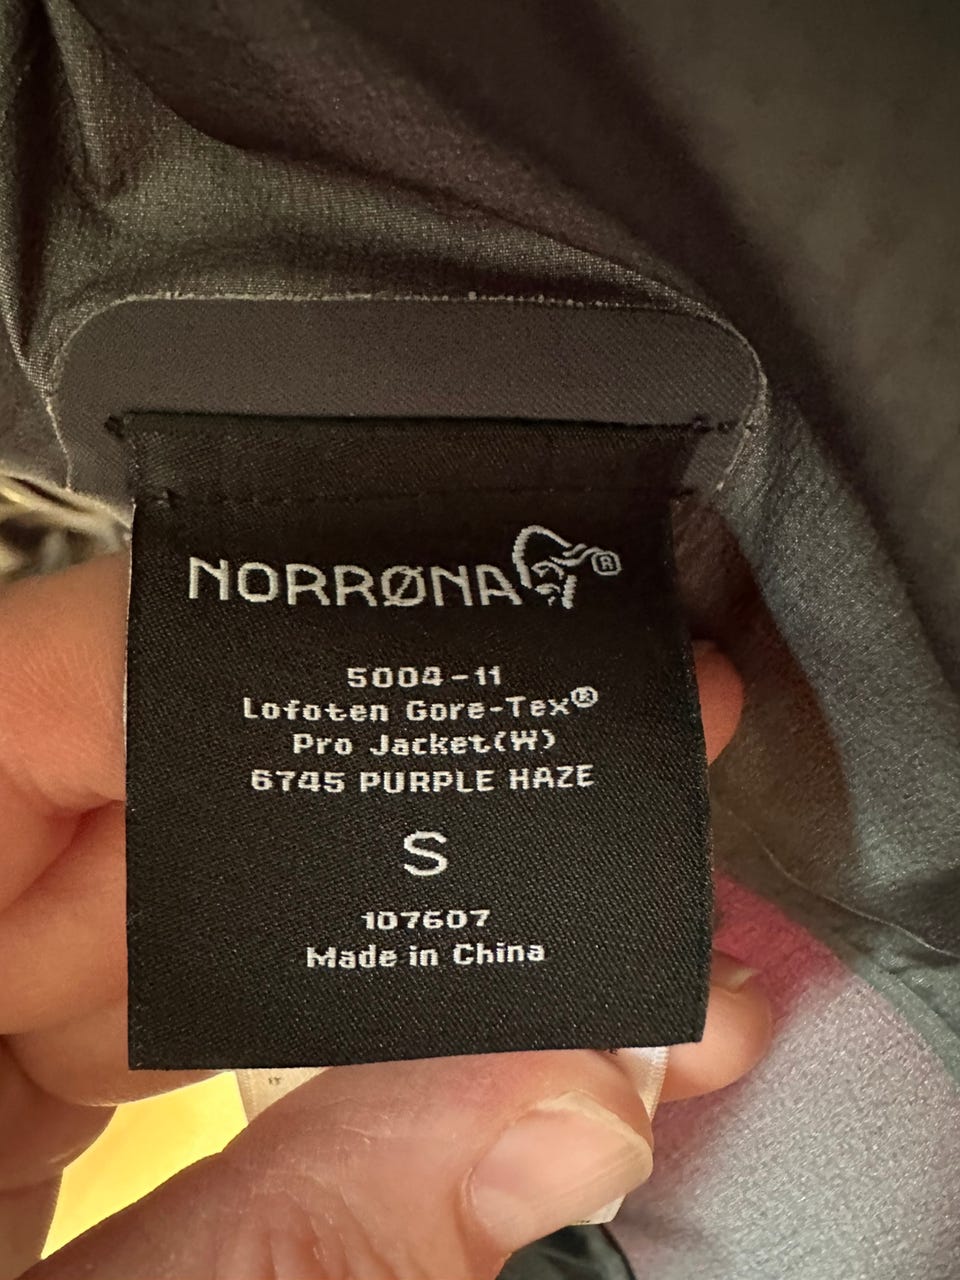 NORRØNA®
5004-11
Lofoten Gore-Tex®
Pro Jacket(W)
6745 PURPLE HAZE
S
107607
Made in China